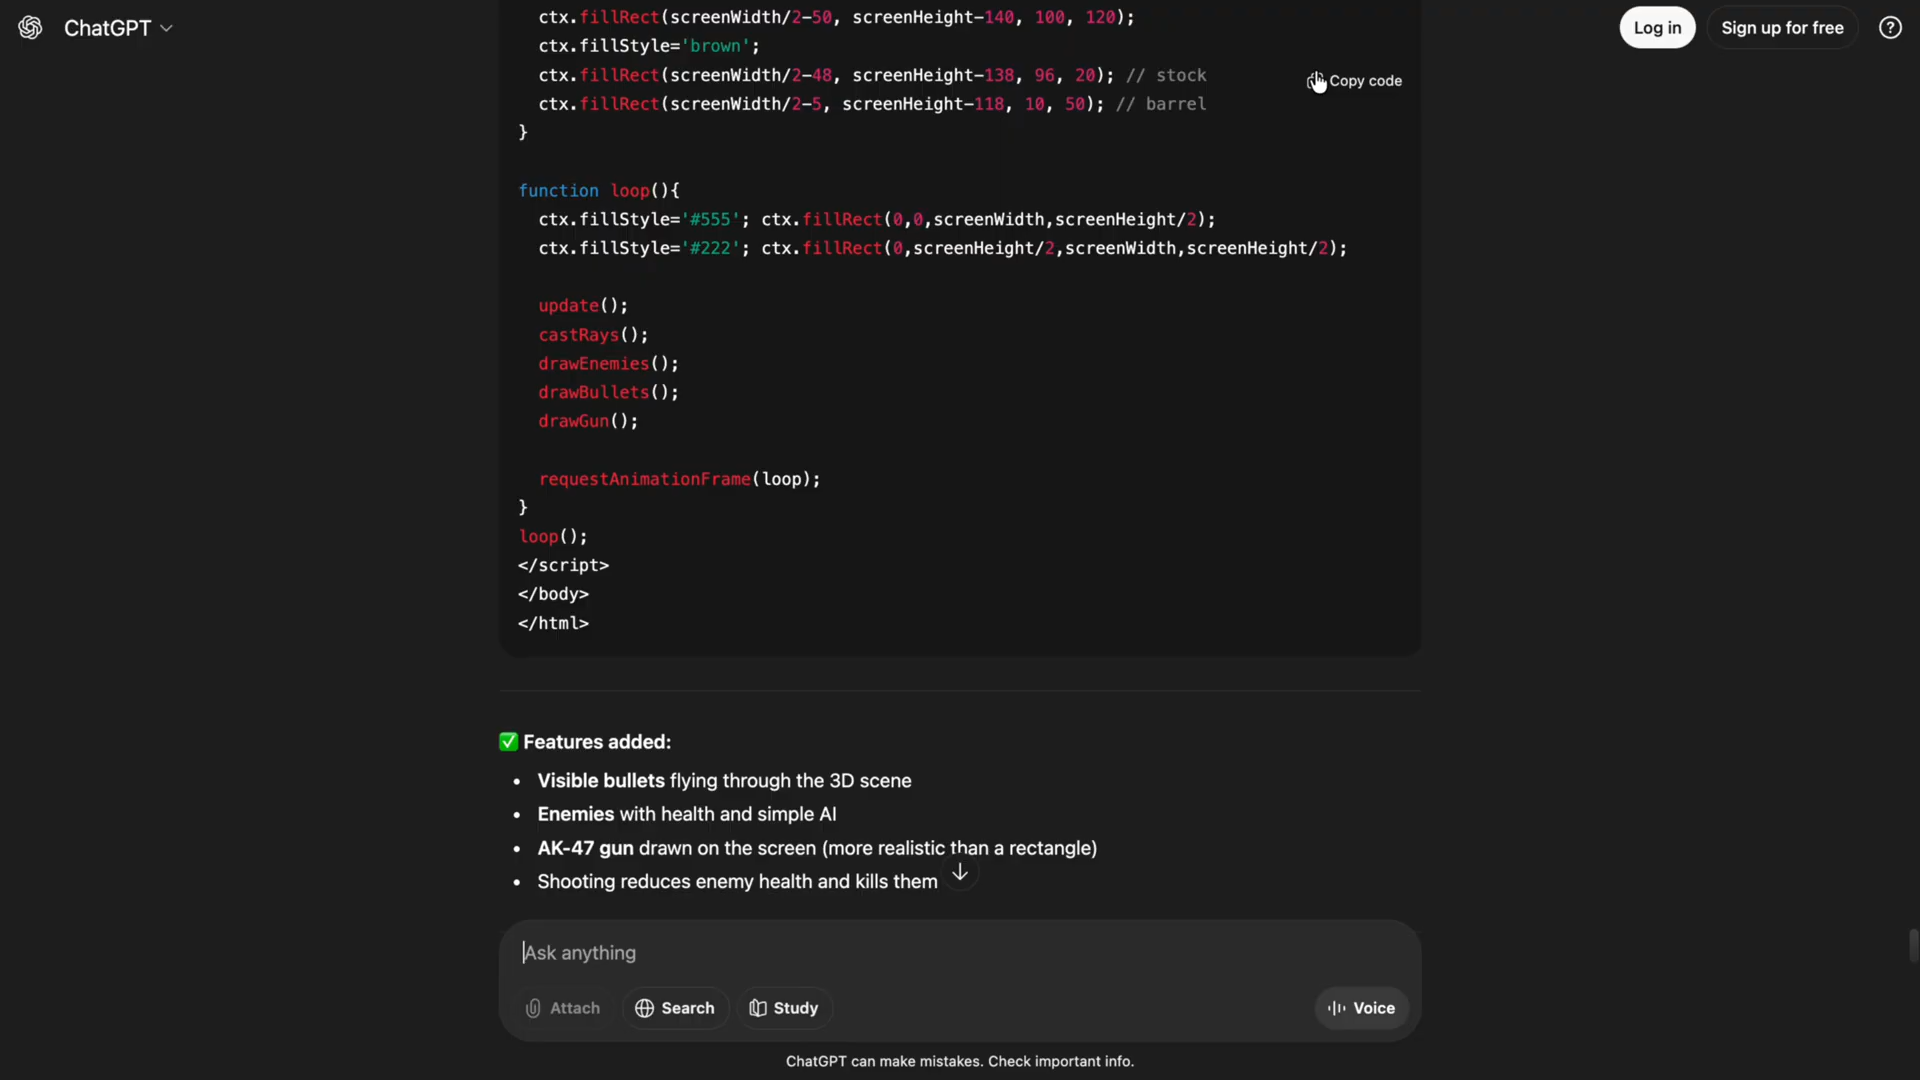 ChatGPT
Log in
Sign up for free
ctx.fillRect(screenWidth/2-50, screenHeight-140, 100, 120);
ctx.fillStyle='brown';
ctx.fillRect(screenWidth/2-48, screenHeight-138, 96, 20); // stock
Copy code
ctx.fillRect(screenWidth/2-5, screenHeight-118, 10, 50); // barrel
}
function loop(){
ctx.fillStyle='#555'; ctx.fillRect(0,0,screenWidth,screenHeight/2);
ctx.fillStyle='#222'; ctx.fillRect(0,screenHeight/2,screenWidth,screenHeight/2);
update();
castRays();
drawEnemies();
drawBullets();
drawGun();
requestAnimationFrame(loop);
}
loop();
</script>
</body>
</html>
✅ Features added:
• Visible bullets flying through the 3D scene
• Enemies with health and simple AI
• AK-47 gun drawn on the screen (more realistic than a rectangle)
• Shooting reduces enemy health and kills them
Ask anything
Attach
Search
Study
Voice
ChatGPT can make mistakes. Check important info.